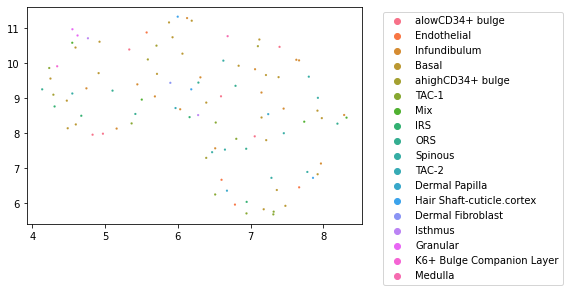 11
10
9
8
7
6
4
5
6
7
8
alowCD34+ bulge
Endothelial
Infundibulum
Basal
ahighCD34+ bulge
TAC-1
Mix
IRS
ORS
Spinous
TAC-2
Dermal Papilla
Hair Shaft-cuticle.cortex
Dermal Fibroblast
Isthmus
Granular
K6+ Bulge Companion Layer
Medulla